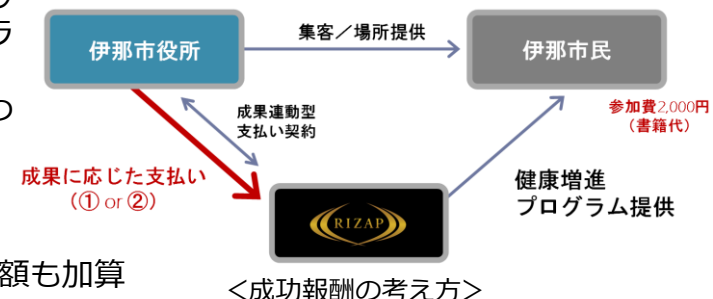 伊那市役所
集客／場所提供
伊那市民
ラ
つ
成果連動型
支払い契約
参加費2,000円
（書籍代）
成果に応じた支払い
（① or ②）
RIZAP
健康増進
プログラム提供
額も加算
＜成功報酬の考え方＞